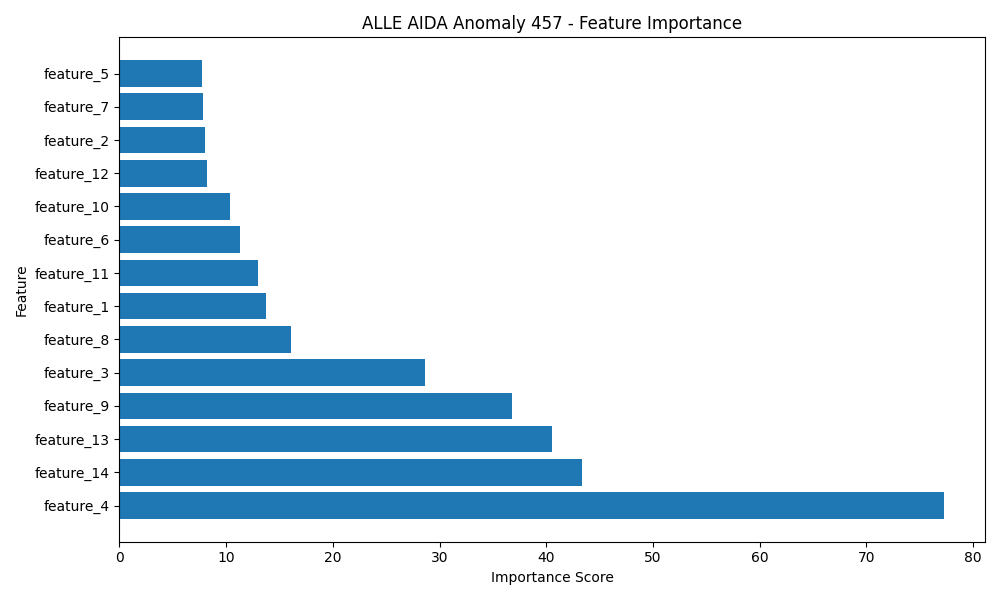 ALLE AIDA Anomaly 457 - Feature Importance
Feature
feature_5
feature_7
feature_2
feature_12
feature_10
feature_6
feature_11
feature_1
feature_8
feature_3
feature_9
feature_13
feature_14
feature_4
0 10 20 30 40 50 60 70 80
Importance Score